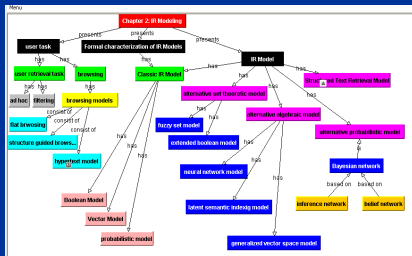 Menu
Chapter 2: IR Modeling
presents
presents
presents
user task
Formal characterization of IR Models
IR Model
has
has
user retrieval task
browsing
Classic IR Model
has
has
has
has
Structured Text Retrieval Model
has
has
has
alternative set theoretic model
ad hoc
filtering
browsing models
has
has
alternative algebraic model
consist of
fuzzy set model
flat browsing
consist of
alternative probabilistic model
extended boolean model
structure guided brows...
consist of
has
has
has
is
hypertext model
has
has
has
Bayesian network
neural network model
based on
based on
Boolean Model
latent semantic indexig model
inference network
belief network
Vector Model
probabilistic model
generalized vector space model